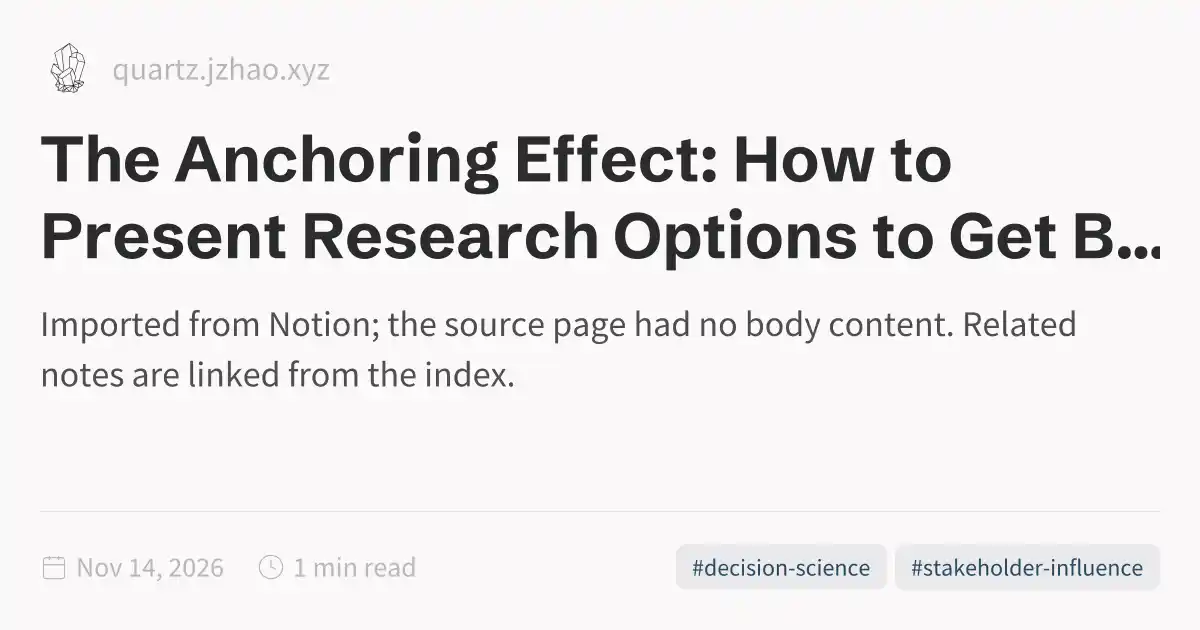 quartz.jzhao.xyz
The Anchoring Effect: How to
Present Research Options to Get B...
Imported from Notion; the source page had no body content. Related
notes are linked from the index.
Nov 14, 2026 1 min read #decision-science #stakeholder-influence